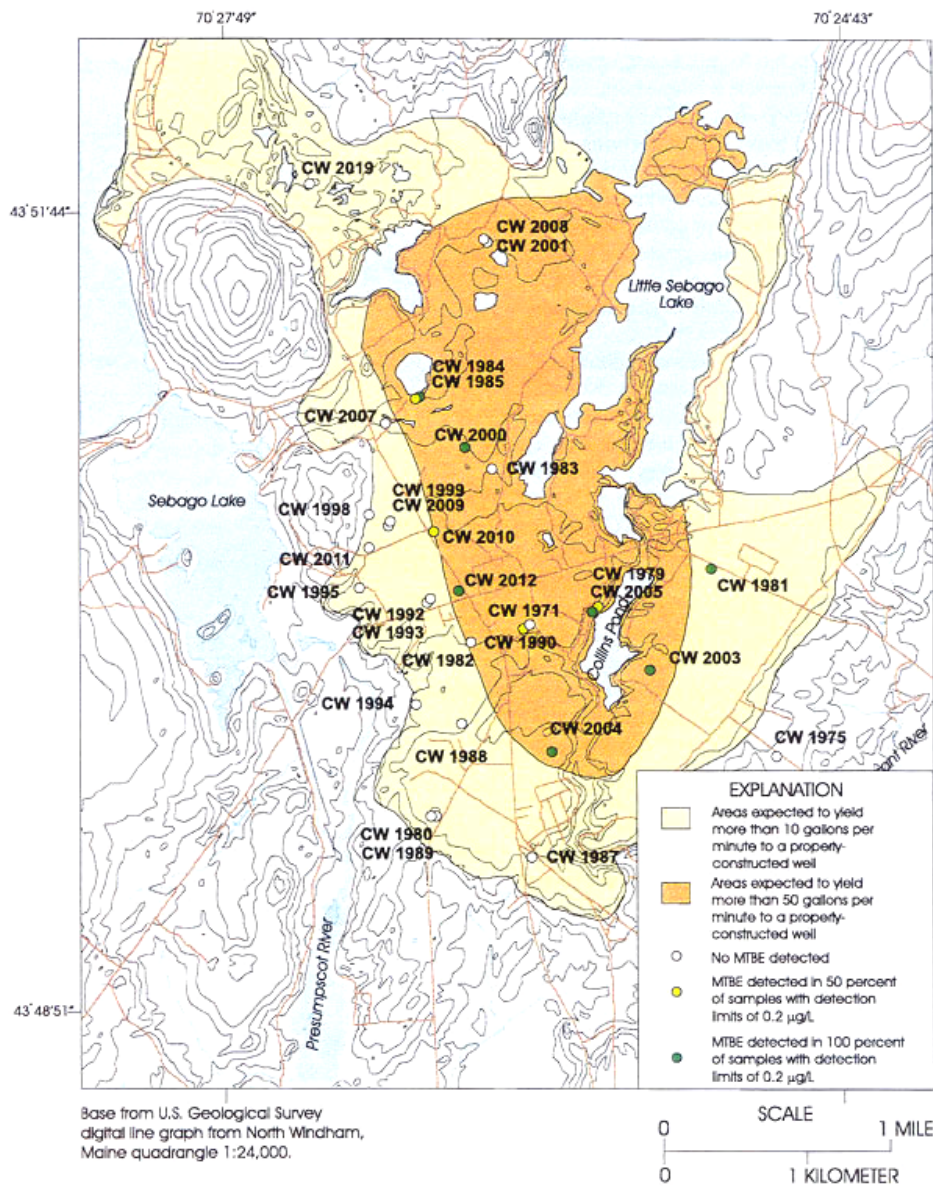 70° 27'49"
70° 24'43"
CW 2019
43° 51'44"
CW 2008
CW 2001
Little Sebago
Lake
CW 1984
CW 1985
CW 2007
CW 2000
CW 1983
Sebago Lake
CW 1999
CW 2009
CW 1998
CW 2010
CW 2011
CW 1979
CW 1981
CW 1995
CW 2012
CW 2005
CW 1992
CW 1971
CW 1993
CW 1990
CW 1982
Collins Pond
CW 2003
CW 1994
CW 2004
CW 1975
CW 1988
ant River
CW 1980
CW 1989
CW 1987
Presumpscot River
43° 48'51"
EXPLANATION
Areas expected to yield
more than 10 gallons per
minute to a properly-
constructed well
Areas expected to yield
more than 50 gallons per
minute to a properly-
constructed well
No MTBE detected
MTBE detected in 50 percent
of samples with detection
limits of 0.2 µg/L
MTBE detected in 100 percent
of samples with detection
limits of 0.2 µg/L
Base from U.S. Geological Survey
digital line graph from North Windham,
Maine quadrangle 1:24,000.
SCALE
0 1 MILE
0 1 KILOMETER